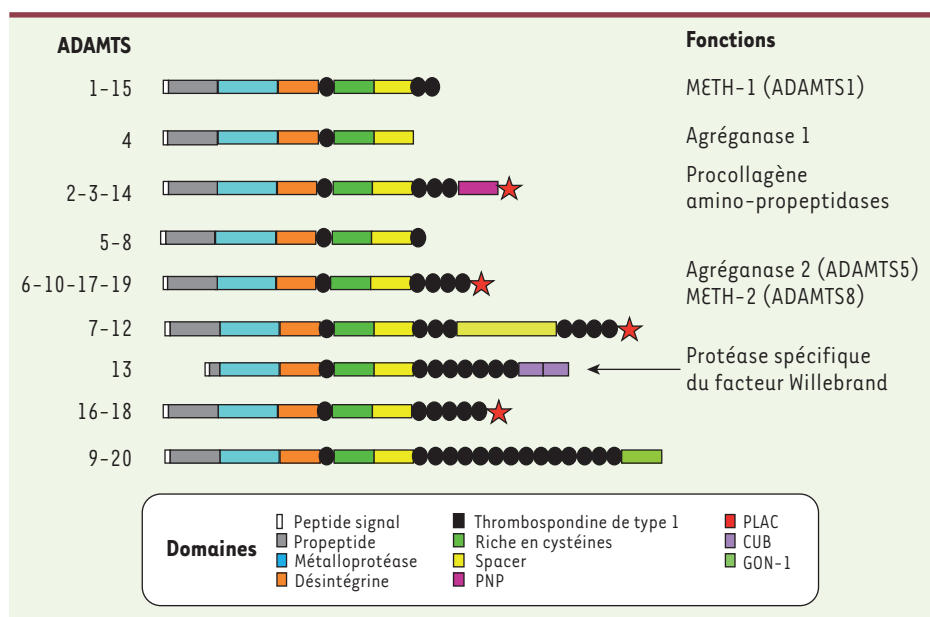 ADAMTS
Fonctions
1-15
METH-1 (ADAMTS1)
4
Agréganase 1
2-3-14
Procollagène
amino-propeptidases
5-8
6-10-17-19
Agréganase 2 (ADAMTS5)
METH-2 (ADAMTS8)
7-12
13
Protéase spécifique
du facteur Willebrand
16-18
9-20
Domaines
Peptide signal
Propeptide
Métalloprotéase
Désintégrine
Thrombospondine de type 1
Riche en cystéines
Spacer
PNP
PLAC
CUB
GON-1